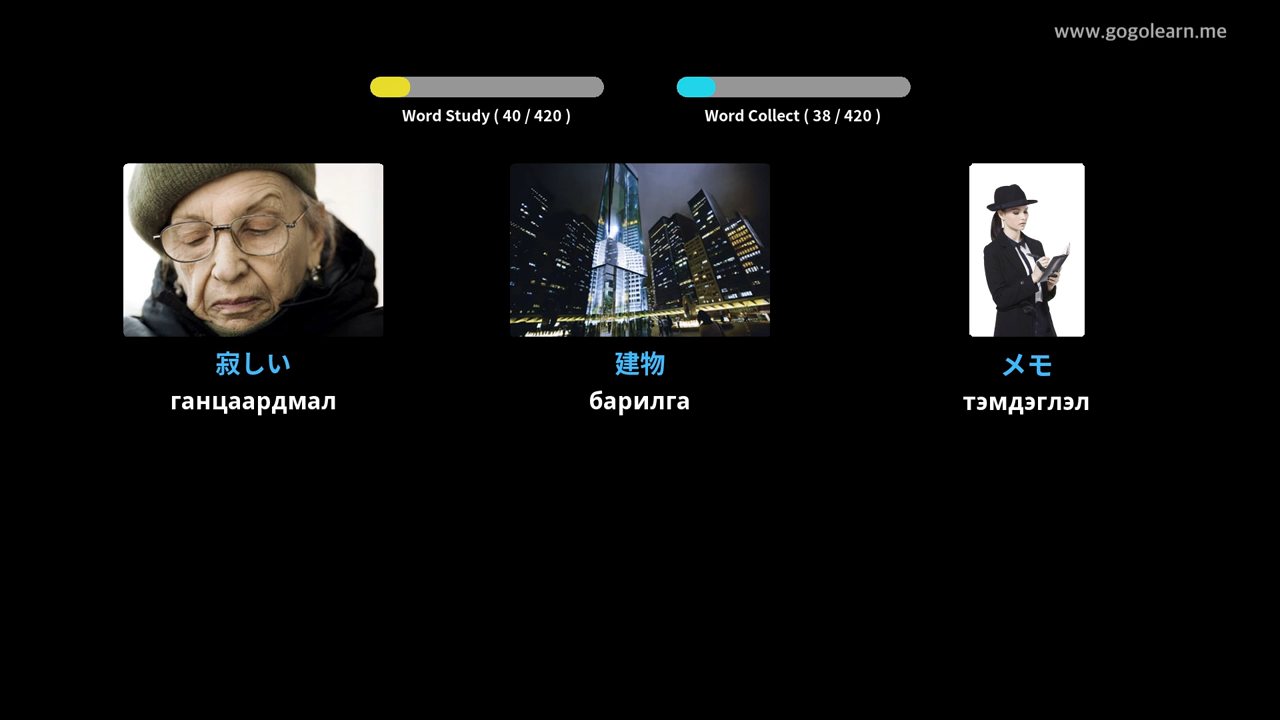 www.gogolearn.me
Word Study ( 40 / 420 )
Word Collect ( 38 / 420 )
寂しい
ганцаардмал
建物
барилга
メモ
тэмдэглэл